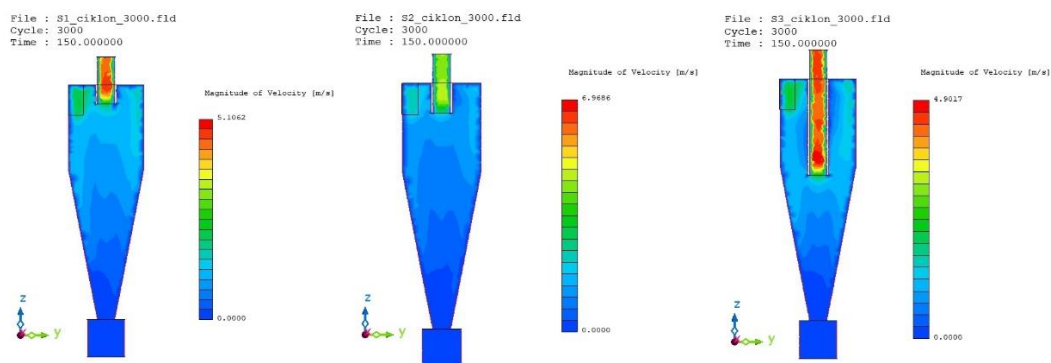 File : S1_ciklon_3000.fld
Cycle: 3000
Time : 150.000000
Magnitude of Velocity [m/s]
5.1062
0.0000
z
y
File : S2_ciklon_3000.fld
Cycle: 3000
Time : 150.000000
Magnitude of Velocity [m/s]
6.9686
0.0000
z
y
File : S3_ciklon_3000.fld
Cycle: 3000
Time : 150.000000
Magnitude of Velocity [m/s]
4.9017
0.0000
z
y